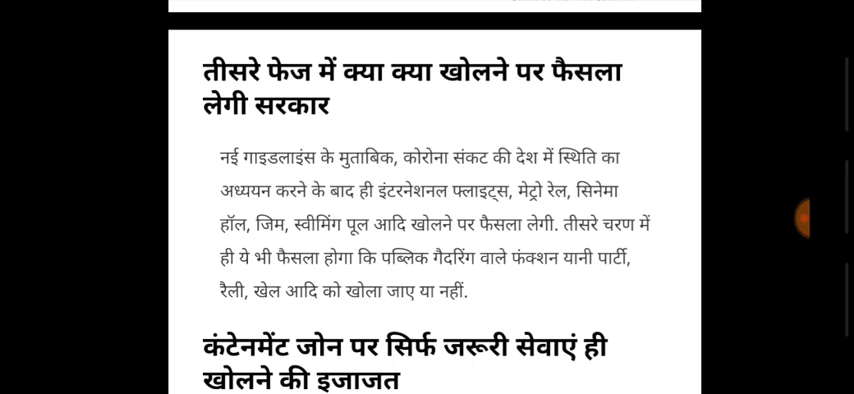 तीसरे फेज में क्या क्या खोलने पर फैसला
लेगी सरकार
नई गाइडलाइंस के मुताबिक, कोरोना संकट की देश में स्थिति का
अध्ययन करने के बाद ही इंटरनेशनल फ्लाइट्स, मेट्रो रेल, सिनेमा
हॉल, जिम, स्वीमिंग पूल आदि खोलने पर फैसला लेगी. तीसरे चरण में
ही ये भी फैसला होगा कि पब्लिक गैदरिंग वाले फंक्शन यानी पार्टी,
रैली, खेल आदि को खोला जाए या नहीं.
कंटेनमेंट जोन पर सिर्फ जरूरी सेवाएं ही
खोलने की इजाजत